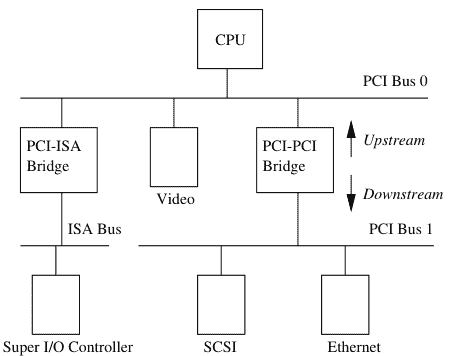 CPU
PCI Bus 0
PCI-ISA
Bridge
Video
PCI-PCI
Bridge
Upstream
Downstream
ISA Bus
PCI Bus 1
Super I/O Controller
SCSI
Ethernet